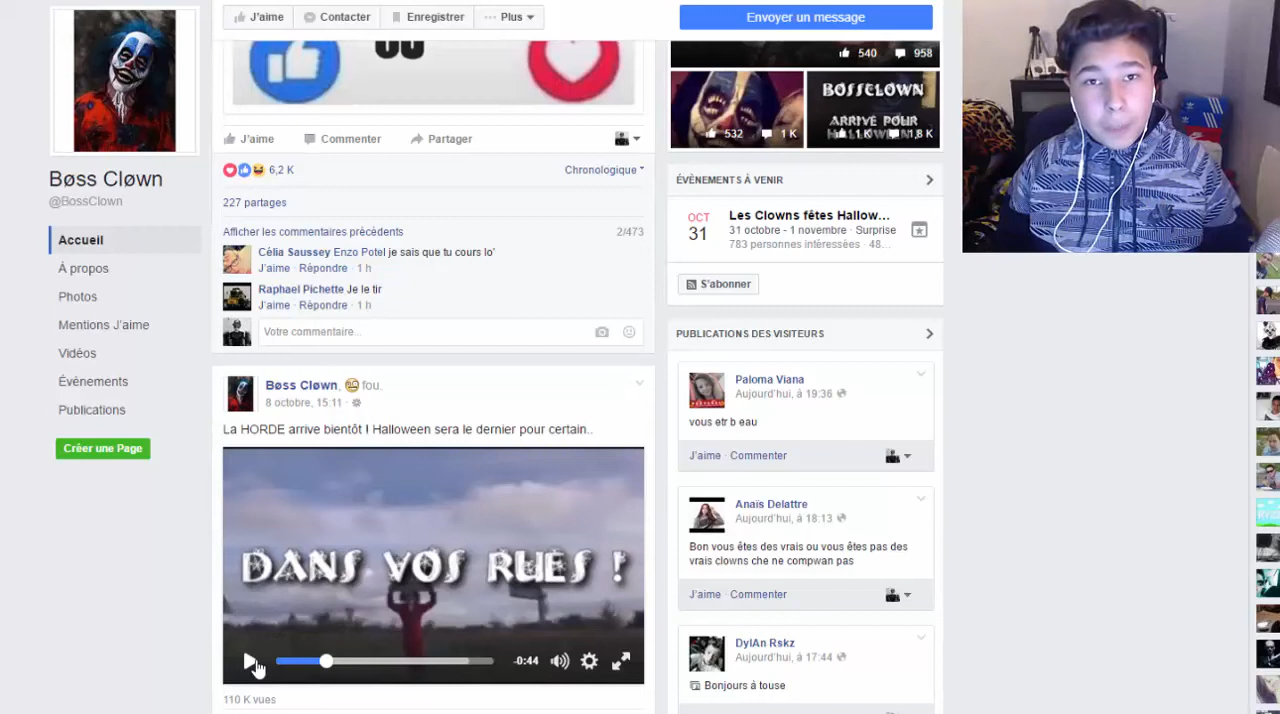 J'aime
Contacter
Enregistrer
Plus
Envoyer un message
Bøss Cløwn
@BossClown
Accueil
À propos
Photos
Mentions J'aime
Vidéos
Événements
Publications
Créer une Page
J'aime Commenter Partager
6,2 K
Chronologique
227 partages
Afficher les commentaires précédents
2/473
Célia Saussey Enzo Potel je sais que tu cours lo'
J'aime · Répondre · 1 h
Raphael Pichette Je le tir
J'aime · Répondre · 1 h
Votre commentaire...
Bøss Cløwn, fou.
8 octobre, 15:11
La HORDE arrive bientôt ! Halloween sera le dernier pour certain..
DANS VOS RUES !
-0:44
110 K vues
540 958
532 1 K
BOSSCLOWN
ARRIVE POUR
HALLOWEEN
1 K 1,8 K
ÉVÈNEMENTS À VENIR
OCT
31
Les Clowns fêtes Hallow...
31 octobre - 1 novembre · Surprise
783 personnes intéressées · 48...
S'abonner
PUBLICATIONS DES VISITEURS
Paloma Viana
Aujourd'hui, à 19:36
vous etr b eau
J'aime · Commenter
Anaïs Delattre
Aujourd'hui, à 18:13
Bon vous êtes des vrais ou vous êtes pas des
vrais clowns che ne compwan pas
J'aime · Commenter
DylAn Rskz
Aujourd'hui, à 17:44
Bonjours á touse